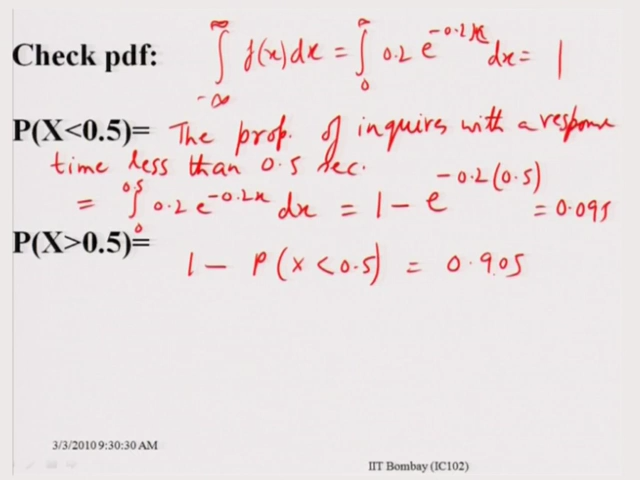 Check pdf: ∫_{-∞}^{∞} f(x)dx = ∫_{0}^{∞} 0.2 e^{-0.2x} dx = 1
P(X<0.5)= The prop. of inquires with a response
time less than 0.5 sec.
= ∫_{0}^{0.5} 0.2 e^{-0.2x} dx = 1 - e^{-0.2(0.5)} = 0.095
P(X>0.5)=
1 - P(X<0.5) = 0.905
3/3/2010 9:30:30 AM
IIT Bombay (IC102)